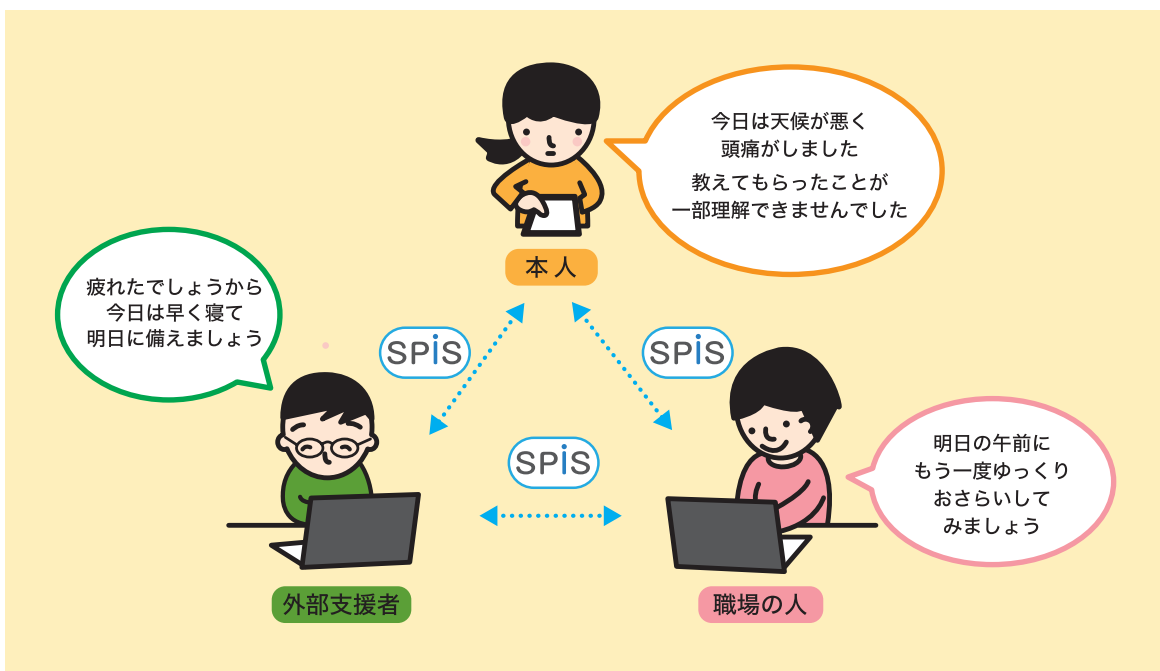 今日は天候が悪く
頭痛がしました
教えてもらったことが
一部理解できませんでした
本人
疲れたでしょうから
今日は早く寝て
明日に備えましょう
SPiS
SPiS
SPiS
明日の午前に
もう一度ゆっくり
おさらいして
みましょう
外部支援者
職場の人